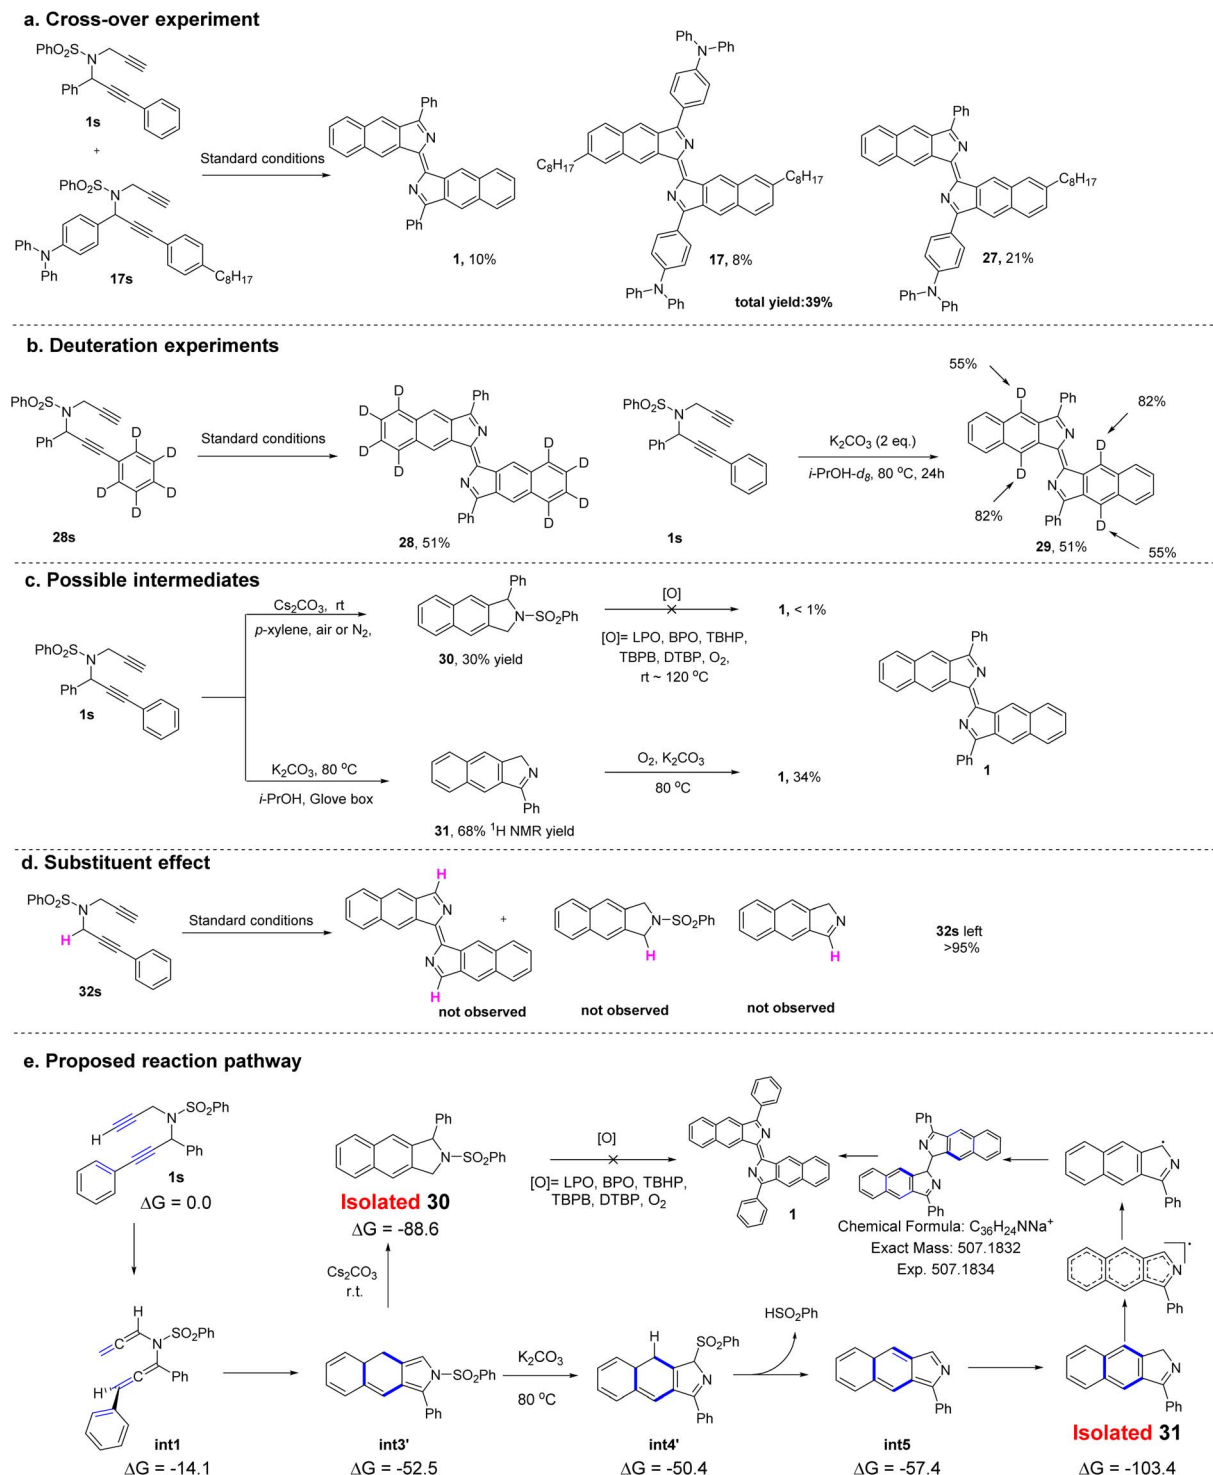 a. Cross-over experiment
PhO2S
N
Ph
1s
+
PhO2S
N
Ph
N
Ph
17s
C8H17
Standard conditions
Ph
N
N
Ph
1, 10%
Ph
N
Ph
C8H17
N
N
C8H17
Ph
N
Ph
17, 8%
total yield:39%
Ph
N
N
C8H17
Ph
N
Ph
27, 21%
b. Deuteration experiments
PhO2S
N
Ph
D
D
D
D
D
28s
Standard conditions
Ph
D
D
D
D
N
N
D
D
D
D
Ph
28, 51%
PhO2S
N
Ph
1s
K2CO3 (2 eq.)
i-PrOH-d8, 80 oC, 24h
55%
D
Ph
82%
N
D
D
N
82%
Ph
D
55%
29, 51%
c. Possible intermediates
PhO2S
N
Ph
1s
Cs2CO3, rt
p-xylene, air or N2,
Ph
N
SO2Ph
30, 30% yield
[O]
[O]= LPO, BPO, TBHP,
TBPB, DTBP, O2,
rt ~ 120 oC
1, < 1%
K2CO3, 80 oC
i-PrOH, Glove box
N
Ph
31, 68% 1H NMR yield
O2, K2CO3
80 oC
1, 34%
Ph
N
N
Ph
1
d. Substituent effect
PhO2S
N
H
32s
Standard conditions
H
N
N
H
not observed
+
N
SO2Ph
H
not observed
N
H
not observed
32s left
>95%
e. Proposed reaction pathway
SO2Ph
N
H
Ph
1s
ΔG = 0.0
Ph
N
SO2Ph
Isolated 30
ΔG = -88.6
Cs2CO3
r.t.
[O]
[O]= LPO, BPO, TBHP,
TBPB, DTBP, O2
N
N
1
Ph
N
N
Ph
Chemical Formula: C36H24NNa+
Exact Mass: 507.1832
Exp. 507.1834
N
Ph
N
Ph
H
C
N
SO2Ph
C
H
Ph
int1
ΔG = -14.1
N
SO2Ph
Ph
int3'
ΔG = -52.5
K2CO3
80 oC
H
SO2Ph
N
Ph
int4'
ΔG = -50.4
HSO2Ph
N
Ph
int5
ΔG = -57.4
N
Ph
Isolated 31
ΔG = -103.4